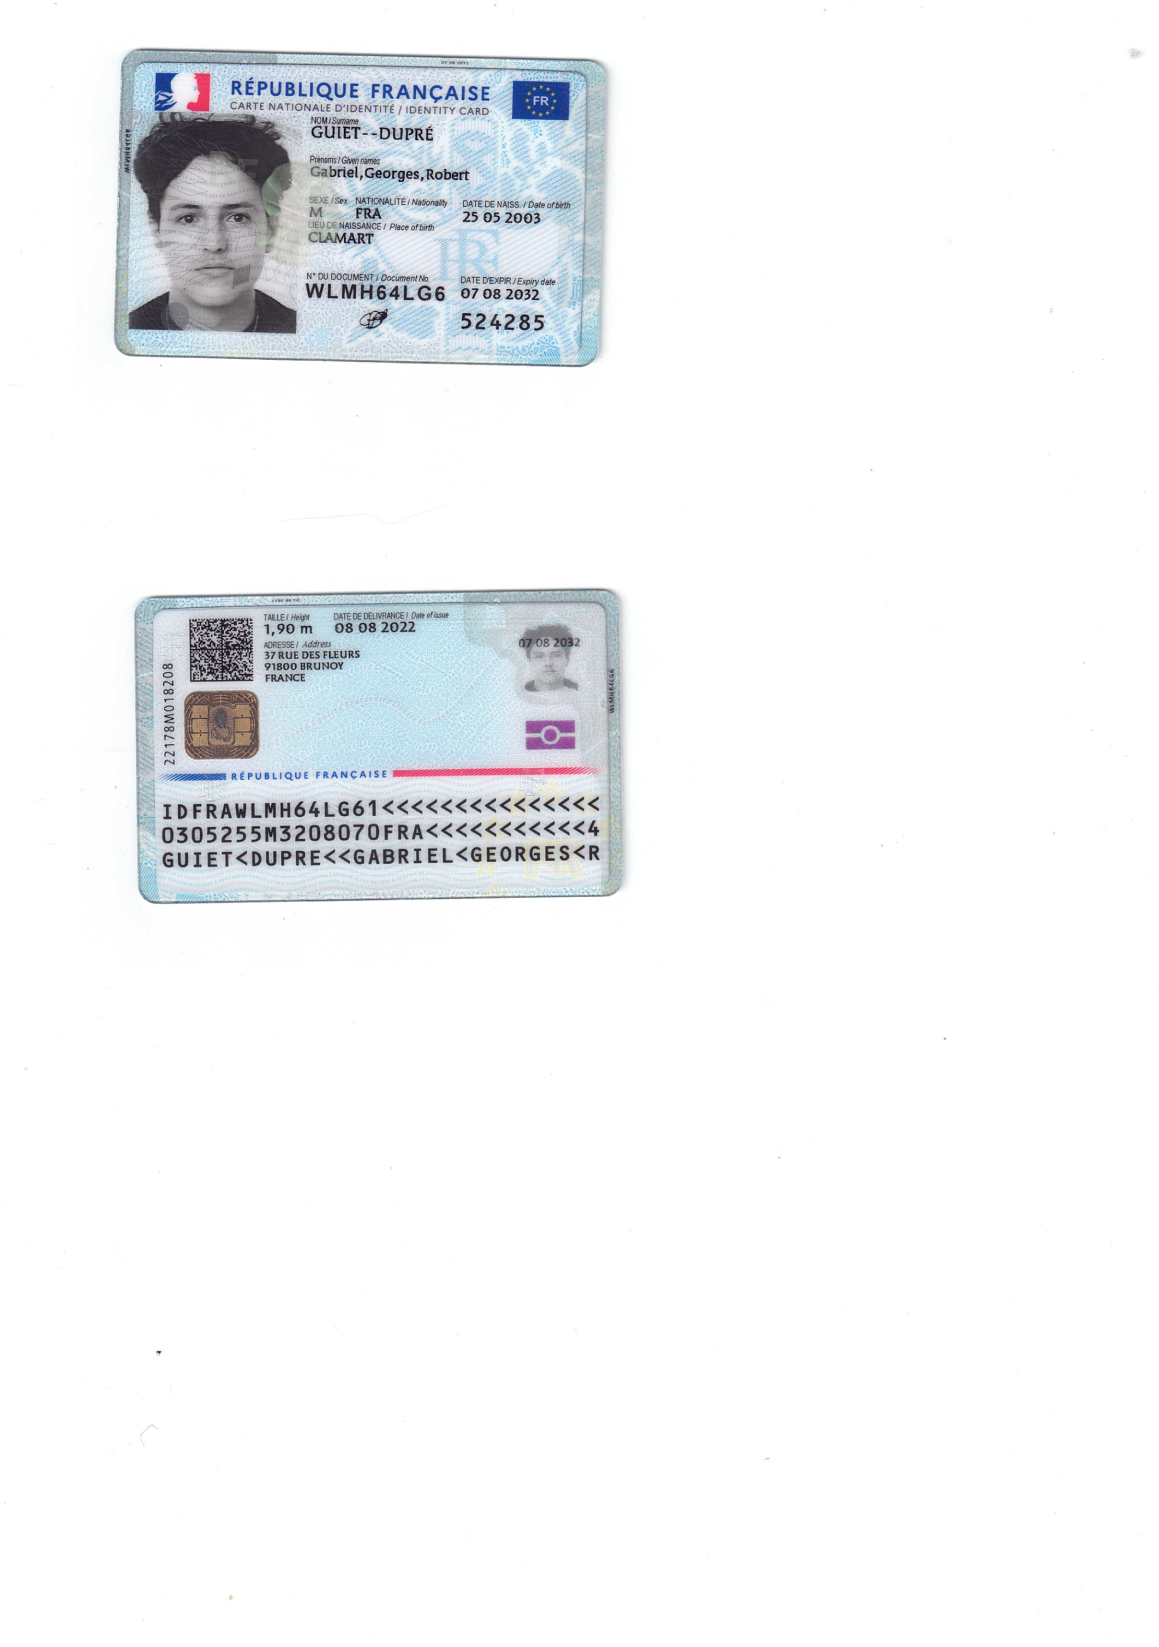 RÉPUBLIQUE FRANÇAISE
CARTE NATIONALE D'IDENTITÉ / IDENTITY CARD
FR
NOM / Surname
GUIET--DUPRÉ
Prénoms / Given names
Gabriel, Georges, Robert
SEXE / Sex NATIONALITÉ / Nationality DATE DE NAISS. / Date of birth
M FRA 25 05 2003
LIEU DE NAISSANCE / Place of birth
CLAMART
N° DU DOCUMENT / Document No DATE D'EXPIR. / Expiry date
WLMH64LG6 07 08 2032
524285
TAILLE / Height DATE DE DÉLIVRANCE / Date of issue
1,90 m 08 08 2022
07 08 2032
ADRESSE / Address
37 RUE DES FLEURS
91800 BRUNOY
FRANCE
22178M018208
WLMH64LG6
RÉPUBLIQUE FRANÇAISE
IDFRAWLMH64LG61<<<<<<<<<<<<<<<
0305255M3208070FRA<<<<<<<<<<<4
GUIET<DUPRE<<GABRIEL<GEORGES<R